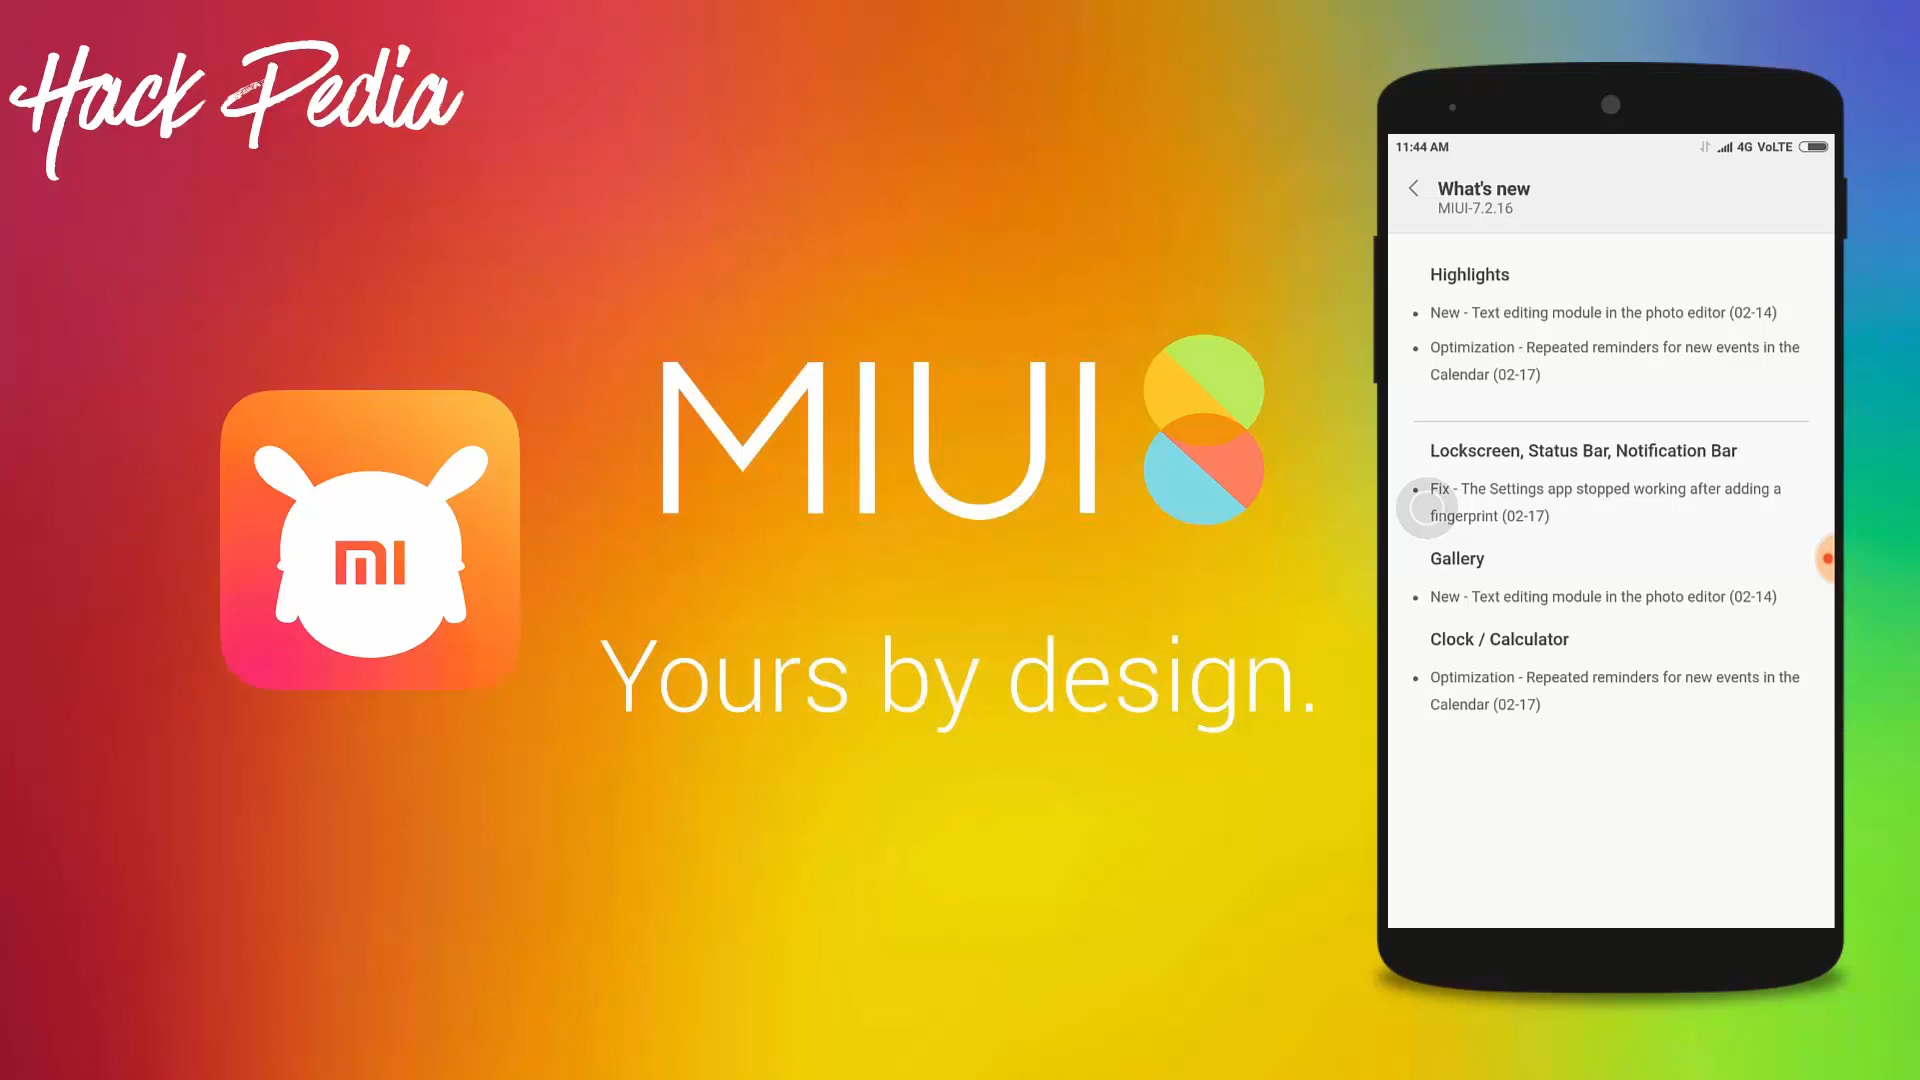 Hack Pedia
mi
MIUI 8
Yours by design.
11:44 AM 4G VoLTE
What's new
MIUI-7.2.16
Highlights
• New - Text editing module in the photo editor (02-14)
• Optimization - Repeated reminders for new events in the
Calendar (02-17)
Lockscreen, Status Bar, Notification Bar
• Fix - The Settings app stopped working after adding a
fingerprint (02-17)
Gallery
• New - Text editing module in the photo editor (02-14)
Clock / Calculator
• Optimization - Repeated reminders for new events in the
Calendar (02-17)